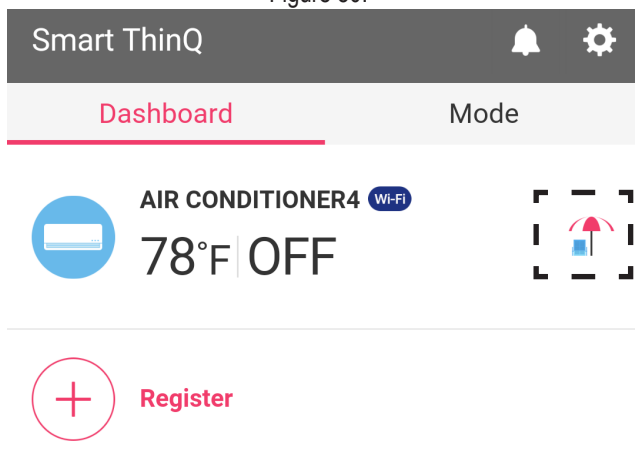 Smart ThinQ
Dashboard Mode
AIR CONDITIONER4 Wi-Fi
78°F OFF
Register